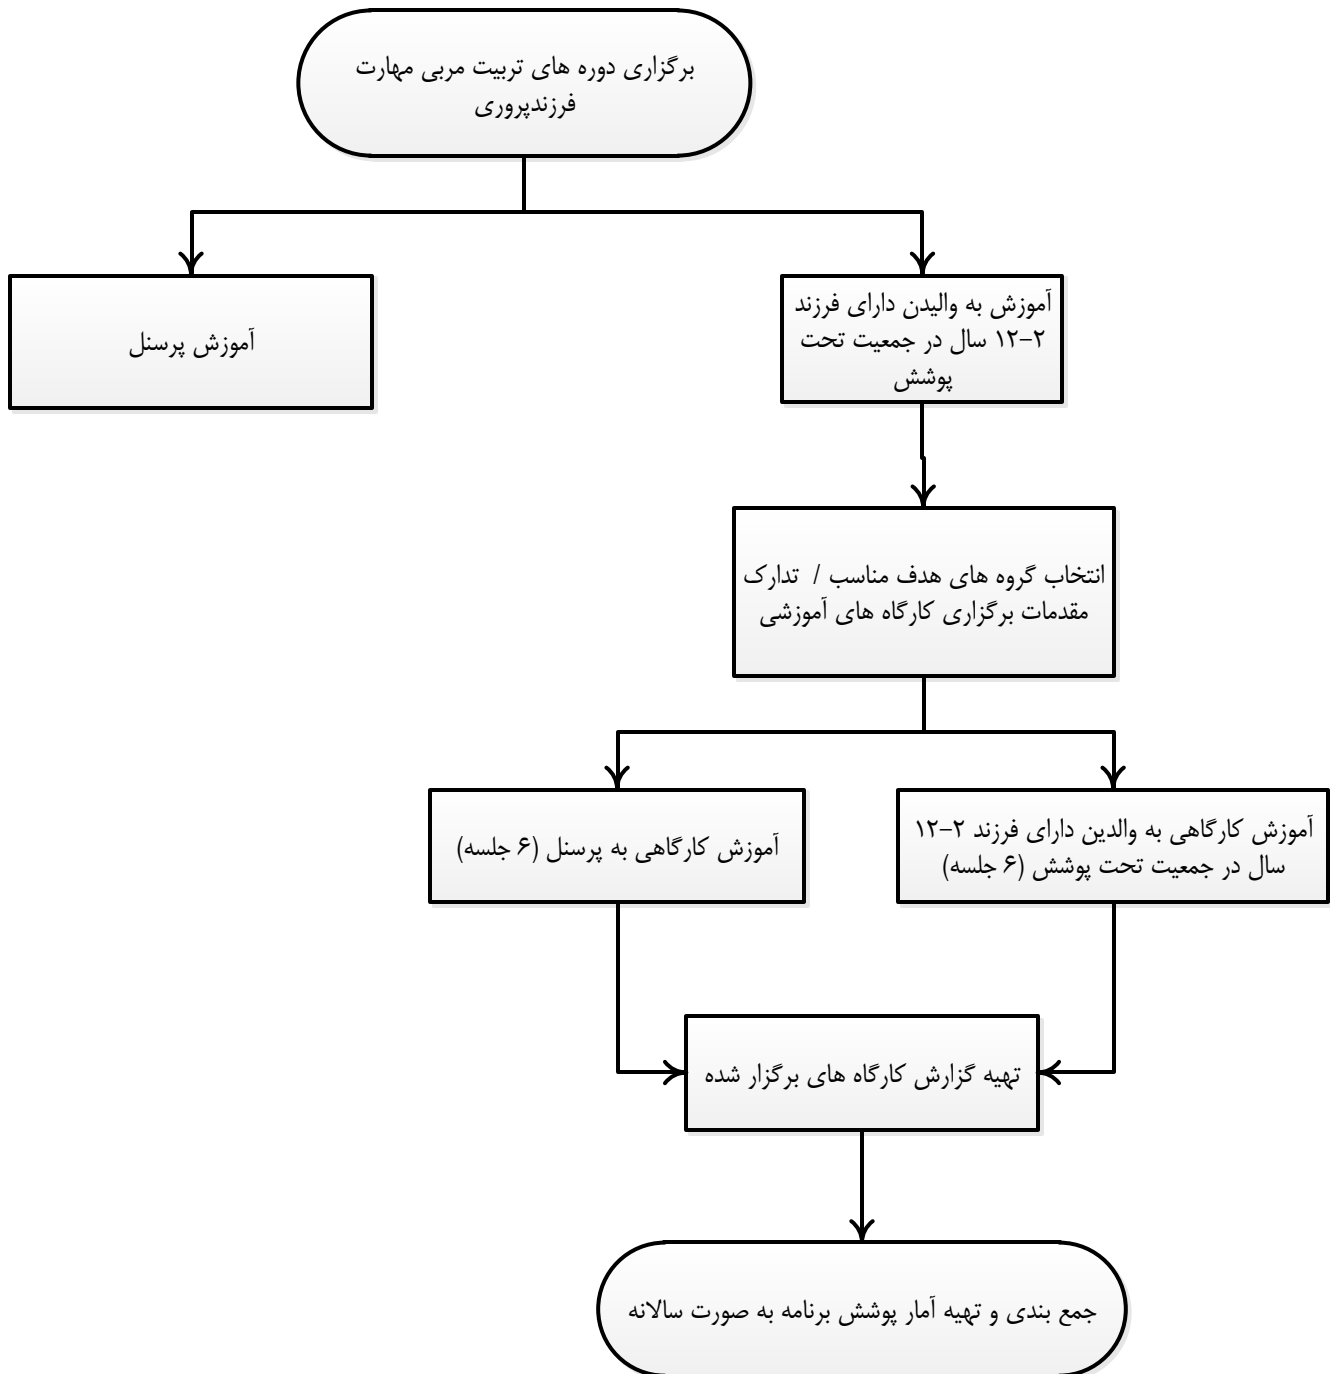 برگزاری دوره های تربیت مربی مهارت
فرزندپروری
آموزش به والیدن دارای فرزند
۲-۱۲ سال در جمعیت تحت
پوشش
آموزش پرسنل
انتخاب گروه های هدف مناسب / تدارک
مقدمات برگزاری کارگاه های آموزشی
آموزش کارگاهی به والدین دارای فرزند ۲-۱۲
سال در جمعیت تحت پوشش (۶ جلسه)
آموزش کارگاهی به پرسنل (۶ جلسه)
تهیه گزارش کارگاه های برگزار شده
جمع بندی و تهیه آمار پوشش برنامه به صورت سالانه